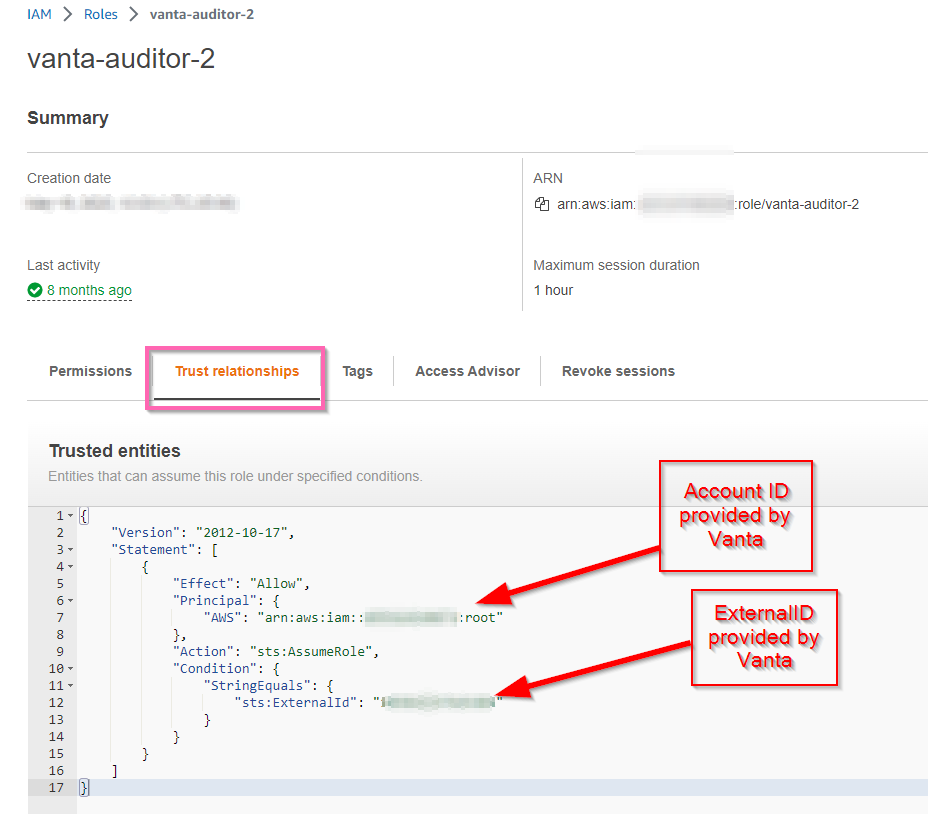 IAM > Roles > vanta-auditor-2
vanta-auditor-2
Summary
Creation date
ARN
arn:aws:iam: :role/vanta-auditor-2
Last activity
8 months ago
Maximum session duration
1 hour
Permissions
Trust relationships
Tags
Access Advisor
Revoke sessions
Trusted entities
Entities that can assume this role under specified conditions.
1 {
2 "Version": "2012-10-17",
3 "Statement": [
4 {
5 "Effect": "Allow",
6 "Principal": {
7 "AWS": "arn:aws:iam:: :root"
8 },
9 "Action": "sts:AssumeRole",
10 "Condition": {
11 "StringEquals": {
12 "sts:ExternalId": " "
13 }
14 }
15 }
16 ]
17 }
Account ID
provided by
Vanta
ExternalID
provided by
Vanta